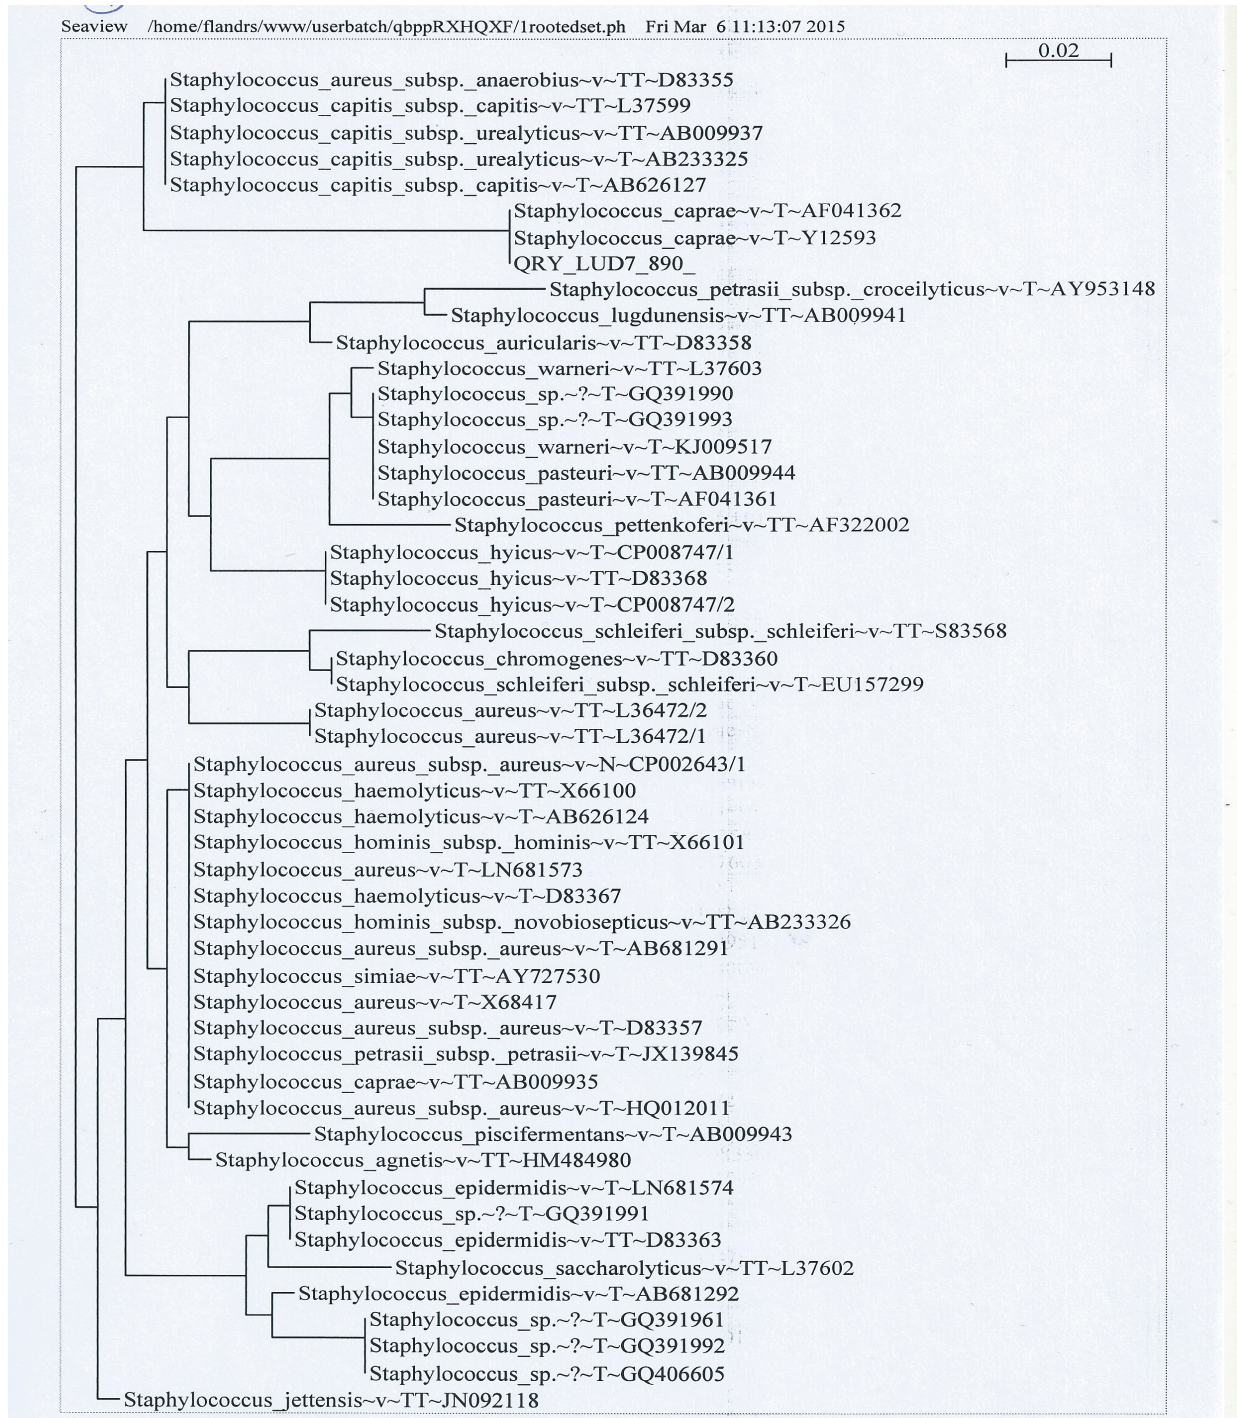 Seaview /home/flandrs/www/userbatch/qbppRXHQXF/1rootedset.ph Fri Mar 6 11:13:07 2015
0.02
Staphylococcus_aureus_subsp._anaerobius~v~TT~D83355
Staphylococcus_capitis_subsp._capitis~v~TT~L37599
Staphylococcus_capitis_subsp._urealyticus~v~TT~AB009937
Staphylococcus_capitis_subsp._urealyticus~v~T~AB233325
Staphylococcus_capitis_subsp._capitis~v~T~AB626127
Staphylococcus_caprae~v~T~AF041362
Staphylococcus_caprae~v~T~Y12593
QRY_LUD7_890_
Staphylococcus_petrasii_subsp._croceilyticus~v~T~AY953148
Staphylococcus_lugdunensis~v~TT~AB009941
Staphylococcus_auricularis~v~TT~D83358
Staphylococcus_warneri~v~TT~L37603
Staphylococcus_sp.~?~T~GQ391990
Staphylococcus_sp.~?~T~GQ391993
Staphylococcus_warneri~v~T~KJ009517
Staphylococcus_pasteuri~v~TT~AB009944
Staphylococcus_pasteuri~v~T~AF041361
Staphylococcus_pettenkoferi~v~TT~AF322002
Staphylococcus_hyicus~v~T~CP008747/1
Staphylococcus_hyicus~v~TT~D83368
Staphylococcus_hyicus~v~T~CP008747/2
Staphylococcus_schleiferi_subsp._schleiferi~v~TT~S83568
Staphylococcus_chromogenes~v~TT~D83360
Staphylococcus_schleiferi_subsp._schleiferi~v~T~EU157299
Staphylococcus_aureus~v~TT~L36472/2
Staphylococcus_aureus~v~TT~L36472/1
Staphylococcus_aureus_subsp._aureus~v~N~CP002643/1
Staphylococcus_haemolyticus~v~TT~X66100
Staphylococcus_haemolyticus~v~T~AB626124
Staphylococcus_hominis_subsp._hominis~v~TT~X66101
Staphylococcus_aureus~v~T~LN681573
Staphylococcus_haemolyticus~v~T~D83367
Staphylococcus_hominis_subsp._novobiosepticus~v~TT~AB233326
Staphylococcus_aureus_subsp._aureus~v~T~AB681291
Staphylococcus_simiae~v~TT~AY727530
Staphylococcus_aureus~v~T~X68417
Staphylococcus_aureus_subsp._aureus~v~T~D83357
Staphylococcus_petrasii_subsp._petrasii~v~T~JX139845
Staphylococcus_caprae~v~TT~AB009935
Staphylococcus_aureus_subsp._aureus~v~T~HQ012011
Staphylococcus_piscifermentans~v~T~AB009943
Staphylococcus_agnetis~v~TT~HM484980
Staphylococcus_epidermidis~v~T~LN681574
Staphylococcus_sp.~?~T~GQ391991
Staphylococcus_epidermidis~v~TT~D83363
Staphylococcus_saccharolyticus~v~TT~L37602
Staphylococcus_epidermidis~v~T~AB681292
Staphylococcus_sp.~?~T~GQ391961
Staphylococcus_sp.~?~T~GQ391992
Staphylococcus_sp.~?~T~GQ406605
Staphylococcus_jettensis~v~TT~JN092118